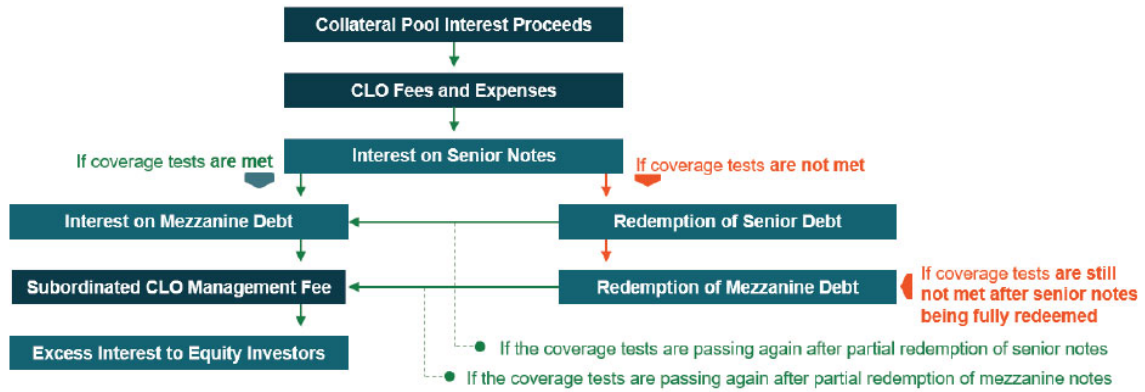 Collateral Pool Interest Proceeds
CLO Fees and Expenses
Interest on Senior Notes
If coverage tests are met
If coverage tests are not met
Interest on Mezzanine Debt
Redemption of Senior Debt
Subordinated CLO Management Fee
Redemption of Mezzanine Debt
If coverage tests are still
not met after senior notes
being fully redeemed
Excess Interest to Equity Investors
If the coverage tests are passing again after partial redemption of senior notes
If the coverage tests are passing again after partial redemption of mezzanine notes